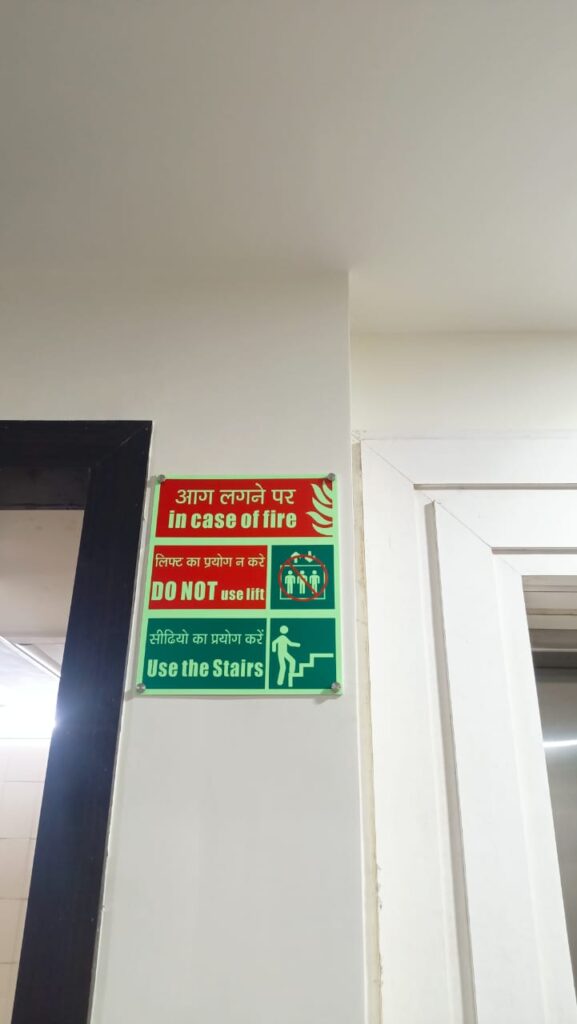 आग लगने पर
in case of fire
लिफ्ट का प्रयोग न करे
DO NOT use lift
सीढियो का प्रयोग करें
Use the Stairs